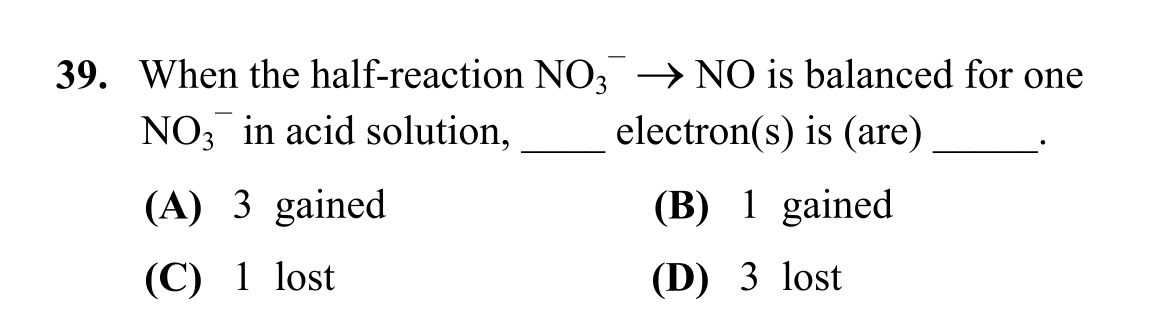 39. When the half-reaction NO₃⁻ → NO is balanced for one
NO₃⁻ in acid solution, ____ electron(s) is (are) _____.
(A) 3 gained (B) 1 gained
(C) 1 lost (D) 3 lost